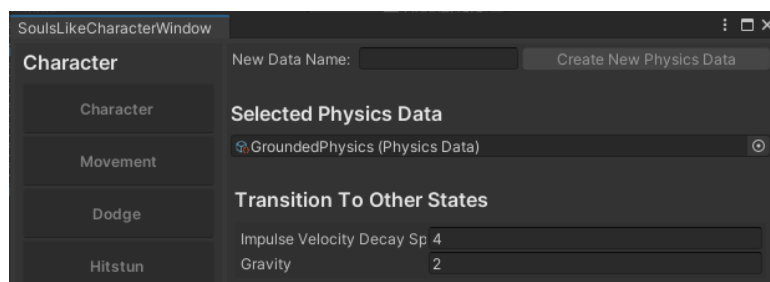 SoulsLikeCharacterWindow
Character
Character
Movement
Dodge
Hitstun
New Data Name:
Create New Physics Data
Selected Physics Data
GroundedPhysics (Physics Data)
Transition To Other States
Impulse Velocity Decay Sp 4
Gravity 2